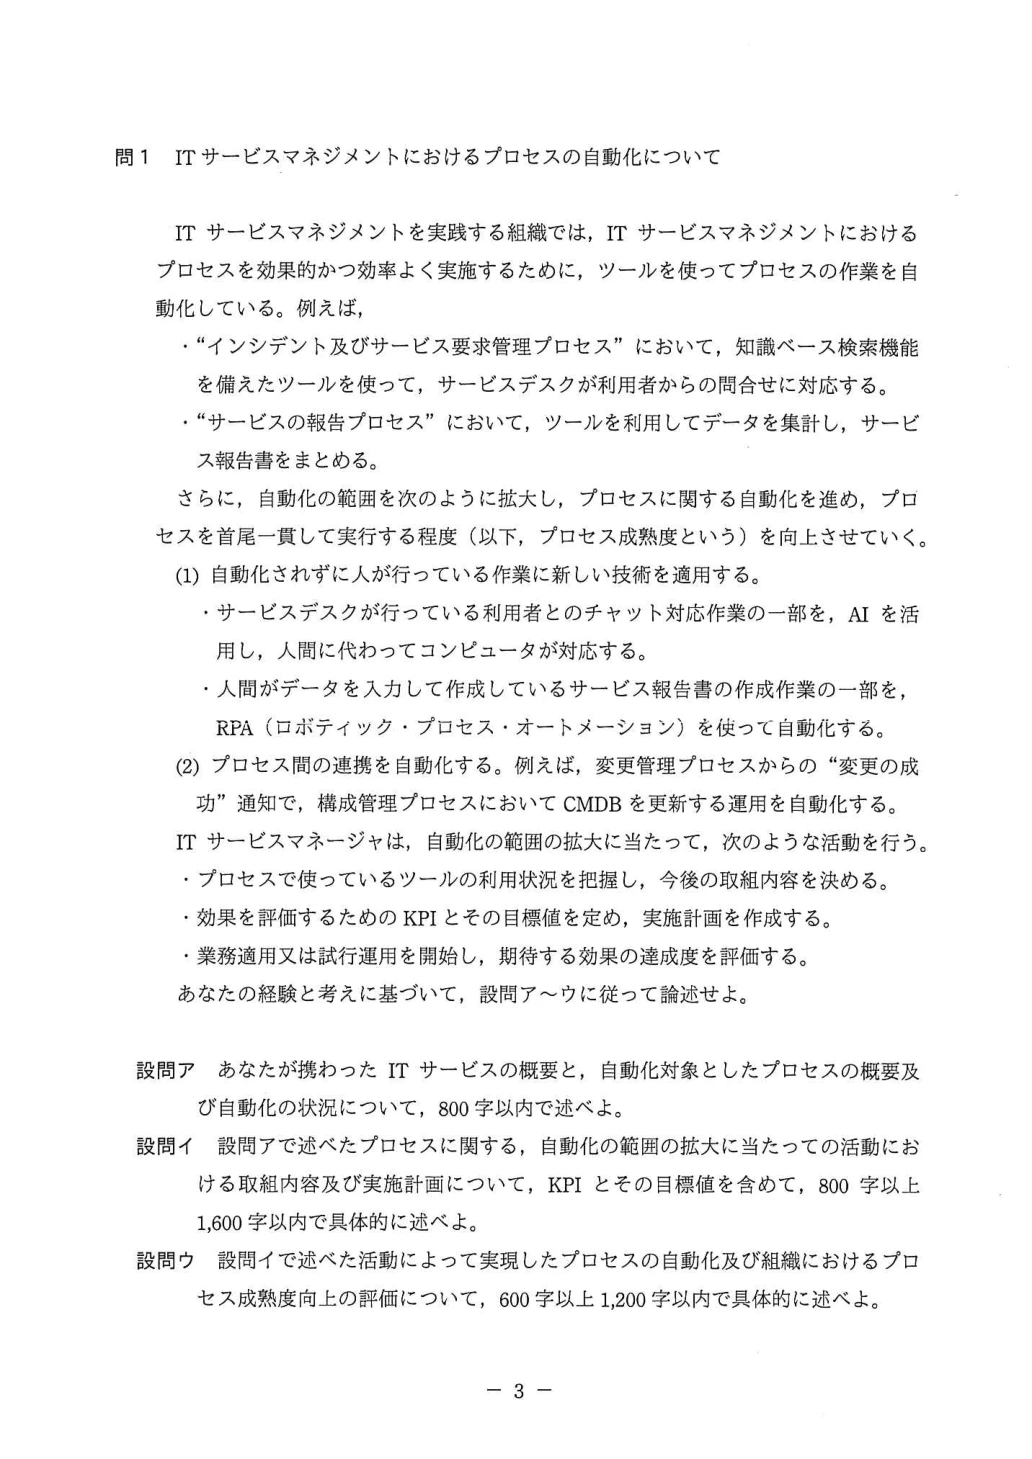 問1 IT サービスマネジメントにおけるプロセスの自動化について
IT サービスマネジメントを実践する組織では，IT サービスマネジメントにおける
プロセスを効果的かつ効率よく実施するために，ツールを使ってプロセスの作業を自
動化している。例えば，
・“インシデント及びサービス要求管理プロセス”において，知識ベース検索機能
を備えたツールを使って，サービスデスクが利用者からの問合せに対応する。
・“サービスの報告プロセス”において，ツールを利用してデータを集計し，サービ
ス報告書をまとめる。
さらに，自動化の範囲を次のように拡大し，プロセスに関する自動化を進め，プロ
セスを首尾一貫して実行する程度（以下，プロセス成熟度という）を向上させていく。
(1) 自動化されずに人が行っている作業に新しい技術を適用する。
・サービスデスクが行っている利用者とのチャット対応作業の一部を，AI を活
用し，人間に代わってコンピュータが対応する。
・人間がデータを入力して作成しているサービス報告書の作成作業の一部を，
RPA（ロボティック・プロセス・オートメーション）を使って自動化する。
(2) プロセス間の連携を自動化する。例えば，変更管理プロセスからの“変更の成
功”通知で，構成管理プロセスにおいて CMDB を更新する運用を自動化する。
IT サービスマネージャは，自動化の範囲の拡大に当たって，次のような活動を行う。
・プロセスで使っているツールの利用状況を把握し，今後の取組内容を決める。
・効果を評価するための KPI とその目標値を定め，実施計画を作成する。
・業務適用又は試行運用を開始し，期待する効果の達成度を評価する。
あなたの経験と考えに基づいて，設問ア～ウに従って論述せよ。
設問ア あなたが携わった IT サービスの概要と，自動化対象としたプロセスの概要及
び自動化の状況について，800 字以内で述べよ。
設問イ 設問アで述べたプロセスに関する，自動化の範囲の拡大に当たっての活動にお
ける取組内容及び実施計画について，KPI とその目標値を含めて，800 字以上
1,600 字以内で具体的に述べよ。
設問ウ 設問イで述べた活動によって実現したプロセスの自動化及び組織におけるプロ
セス成熟度向上の評価について，600 字以上 1,200 字以内で具体的に述べよ。
－ 3 －